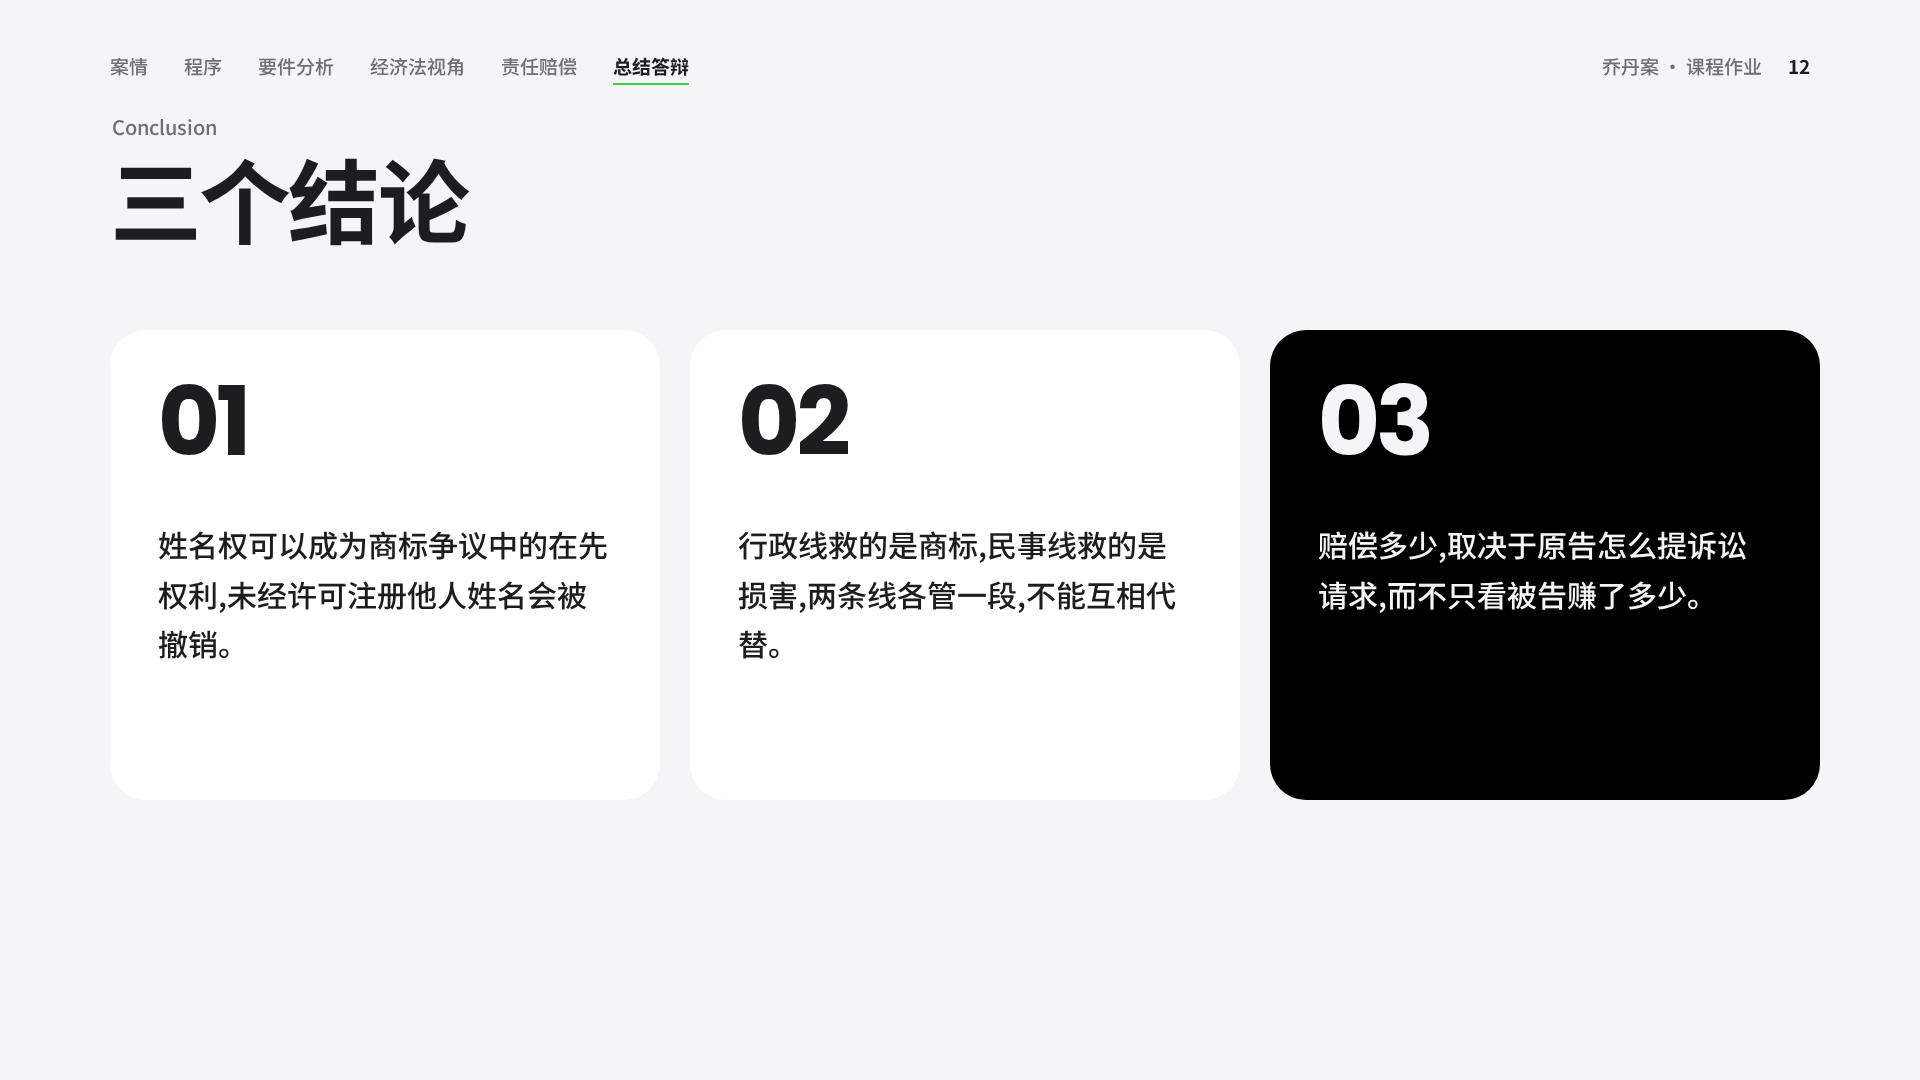 案情 程序 要件分析 经济法视角 责任赔偿 总结答辩 乔丹案 · 课程作业 12
Conclusion
三个结论
01
姓名权可以成为商标争议中的在先
权利,未经许可注册他人姓名会被
撤销。
02
行政线救的是商标,民事线救的是
损害,两条线各管一段,不能互相代
替。
03
赔偿多少,取决于原告怎么提诉讼
请求,而不只看被告赚了多少。